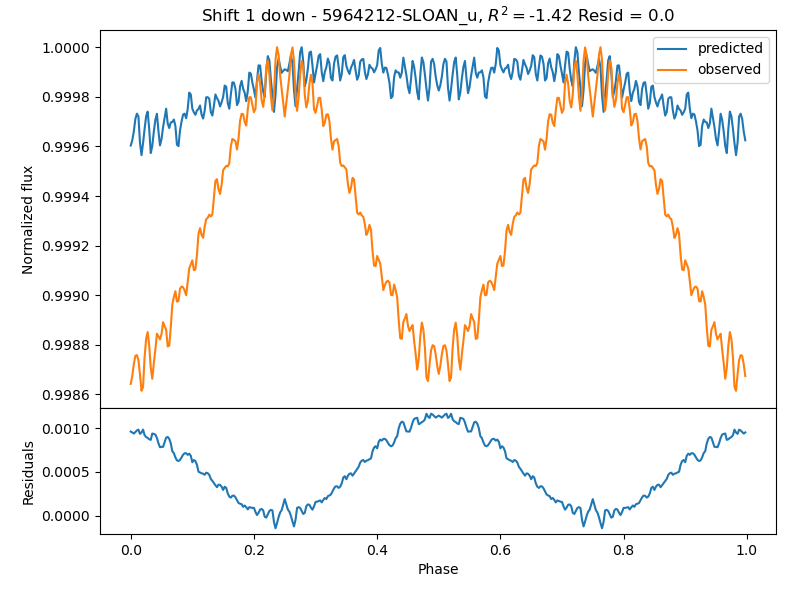 Shift 1 down - 5964212-SLOAN_u, R² = -1.42 Resid = 0.0
predicted
observed
Normalized flux
1.0000
0.9998
0.9996
0.9994
0.9992
0.9990
0.9988
0.9986
Residuals
0.0010
0.0005
0.0000
0.0 0.2 0.4 0.6 0.8 1.0
Phase